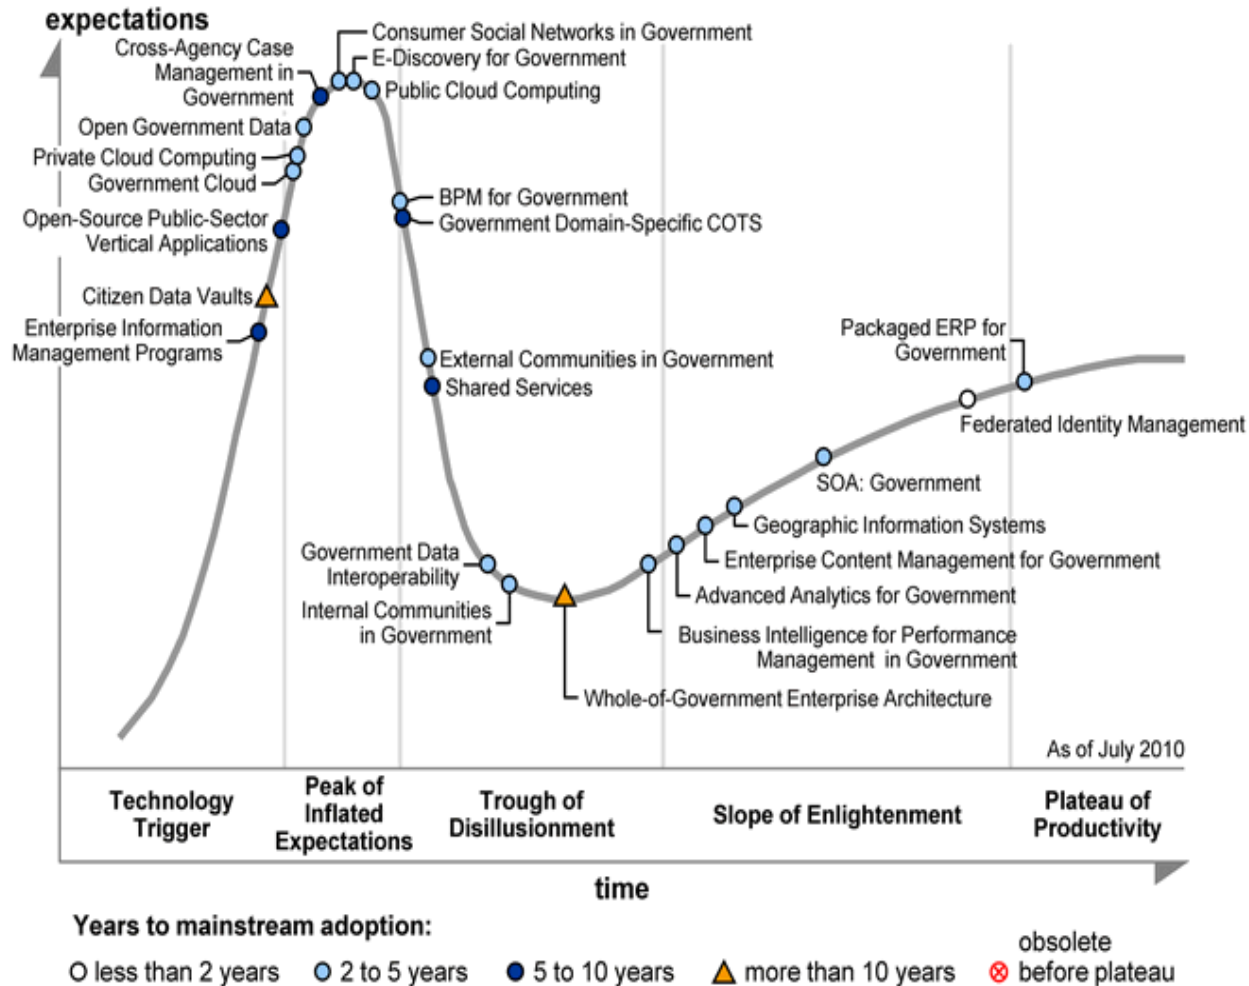 expectations
Consumer Social Networks in Government
Cross-Agency Case
Management in
Government
E-Discovery for Government
Public Cloud Computing
Open Government Data
Private Cloud Computing
Government Cloud
BPM for Government
Open-Source Public-Sector
Vertical Applications
Government Domain-Specific COTS
Citizen Data Vaults
Enterprise Information
Management Programs
Packaged ERP for
Government
External Communities in Government
Shared Services
Federated Identity Management
SOA: Government
Geographic Information Systems
Government Data
Interoperability
Enterprise Content Management for Government
Advanced Analytics for Government
Internal Communities
in Government
Business Intelligence for Performance
Management in Government
Whole-of-Government Enterprise Architecture
As of July 2010
Technology
Trigger
Peak of
Inflated
Expectations
Trough of
Disillusionment
Slope of Enlightenment
Plateau of
Productivity
time
Years to mainstream adoption:
less than 2 years
2 to 5 years
5 to 10 years
more than 10 years
obsolete
before plateau